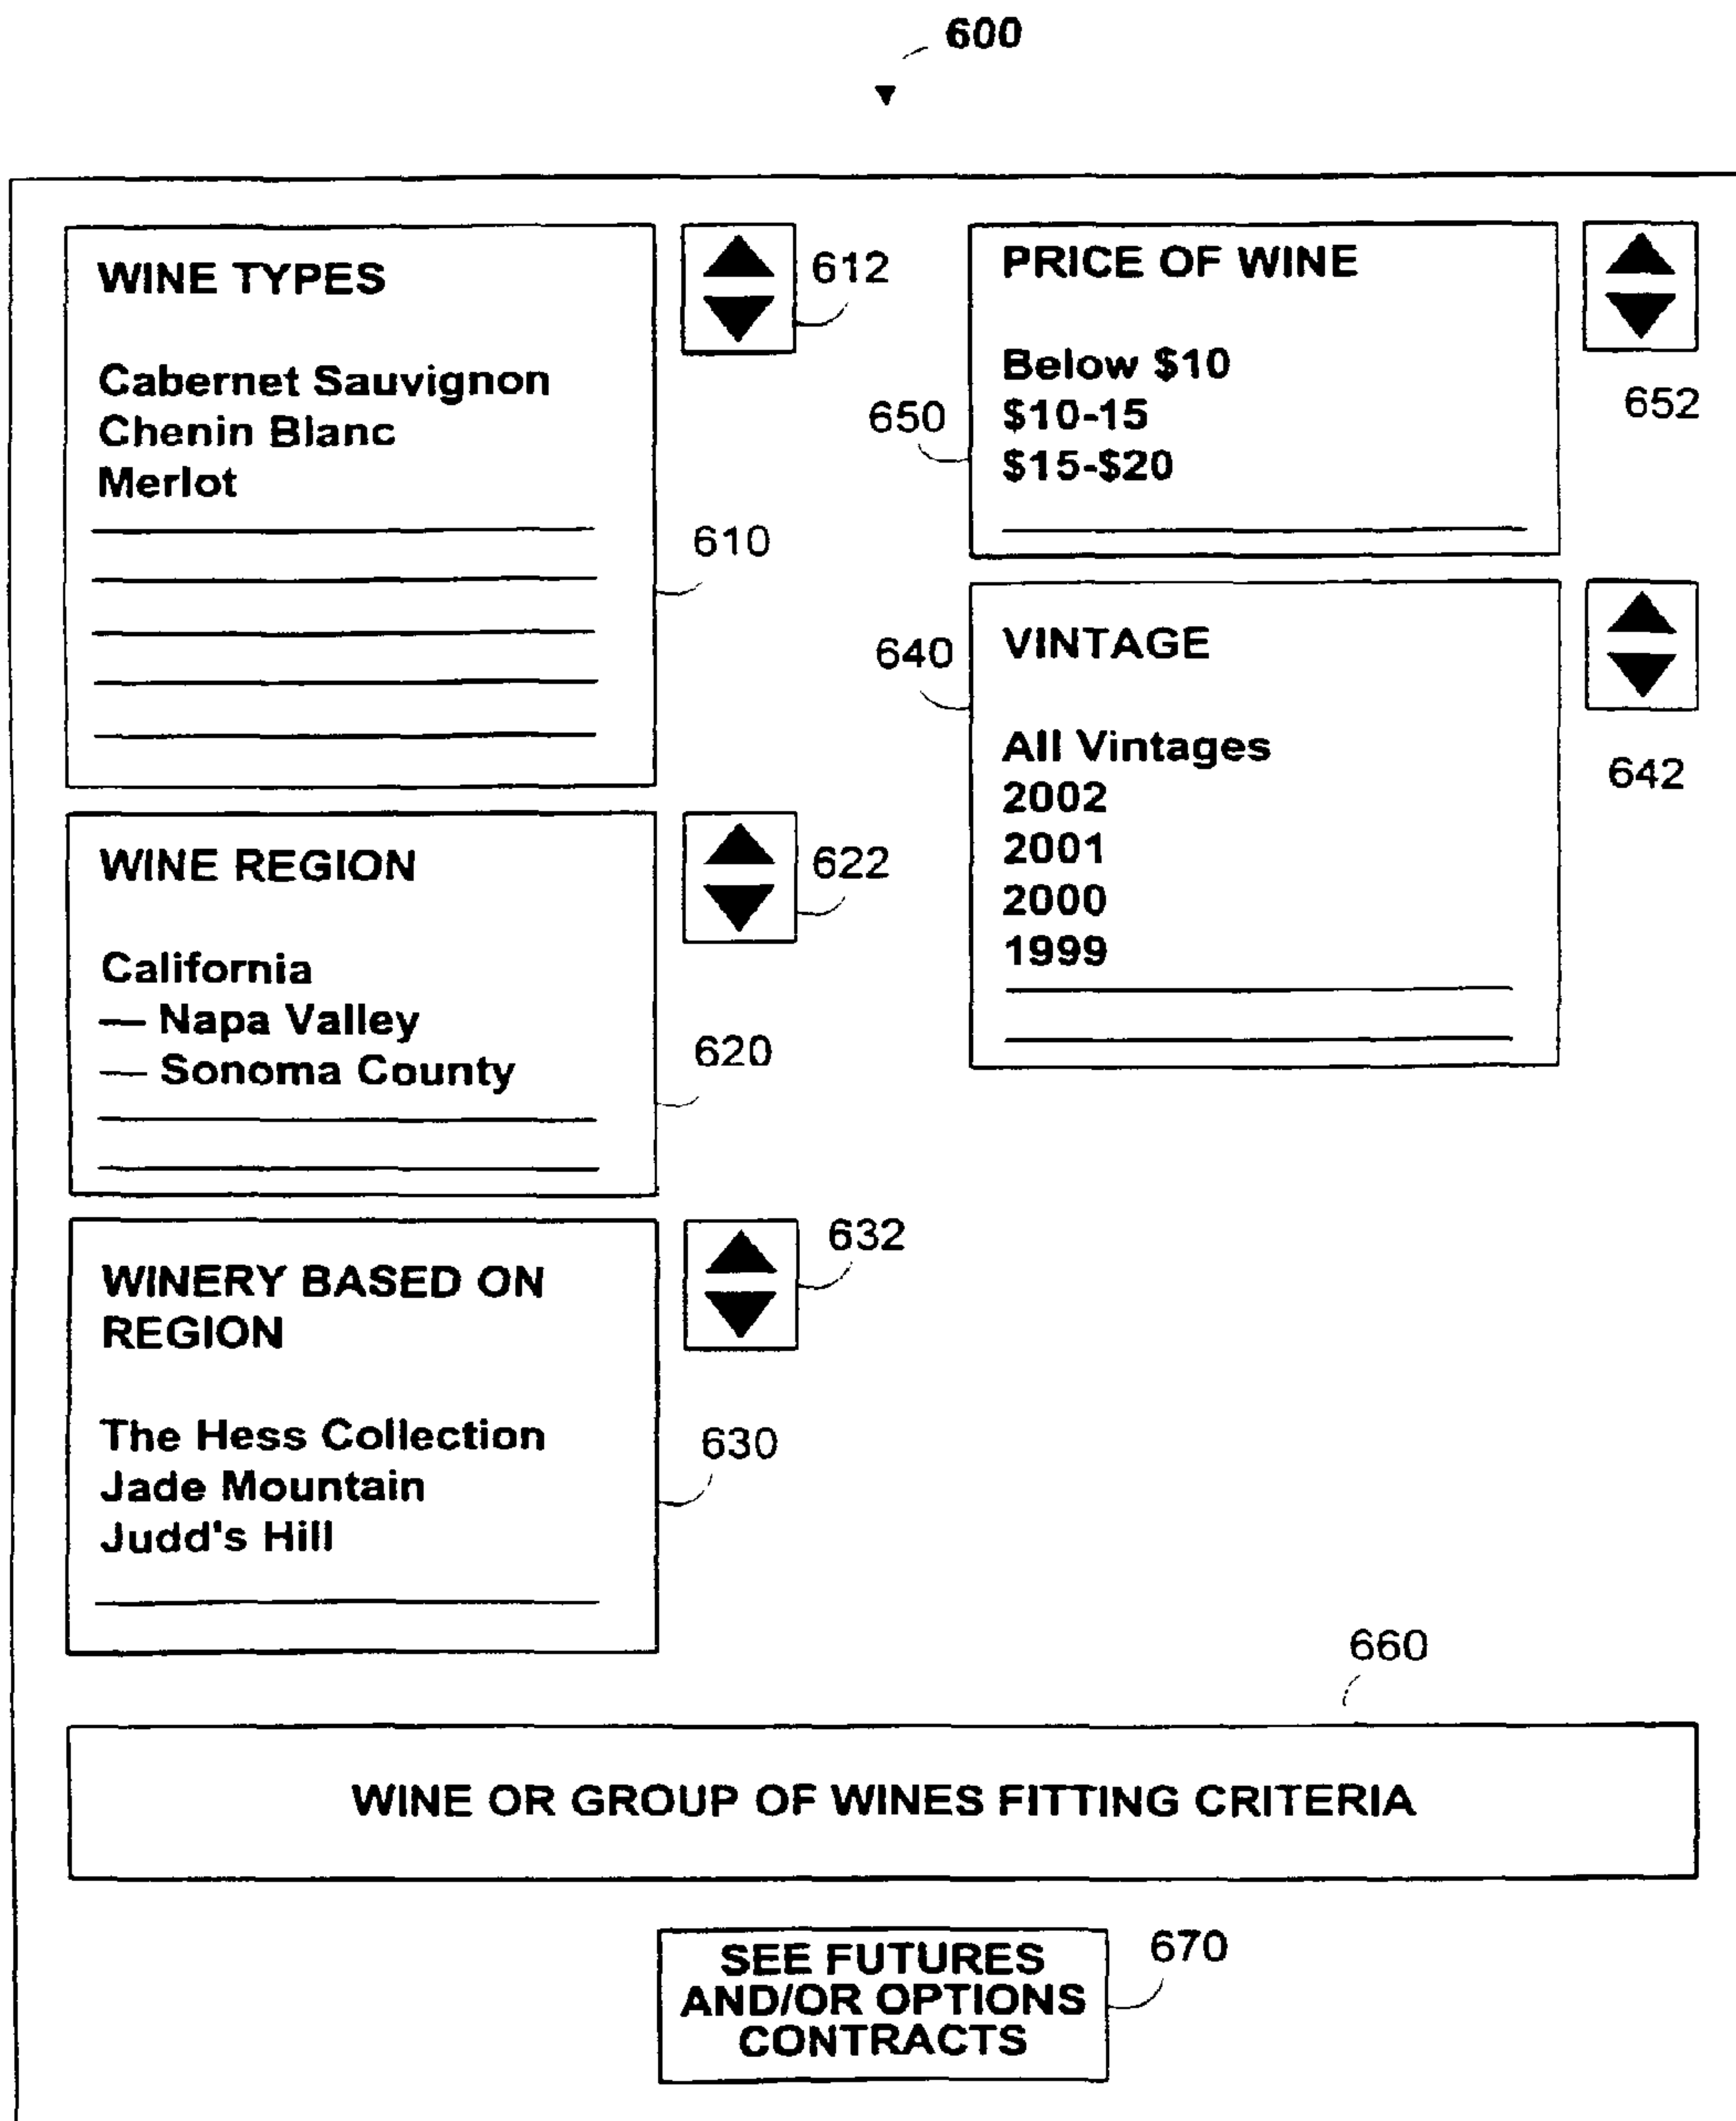 600
WINE TYPES
Cabernet Sauvignon
Chenin Blanc
Merlot
612
610
WINE REGION
California
— Napa Valley
— Sonoma County
622
620
WINERY BASED ON
REGION
The Hess Collection
Jade Mountain
Judd's Hill
632
630
PRICE OF WINE
Below $10
$10-15
$15-$20
650
652
VINTAGE
All Vintages
2002
2001
2000
1999
640
642
660
WINE OR GROUP OF WINES FITTING CRITERIA
SEE FUTURES
AND/OR OPTIONS
CONTRACTS
670